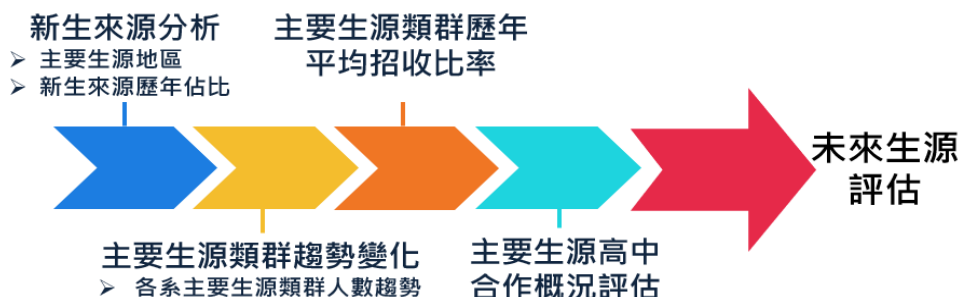 新生來源分析
➢ 主要生源地區
➢ 新生來源歷年佔比
主要生源類群歷年
平均招收比率
主要生源類群趨勢變化
➢ 各系主要生源類群人數趨勢
主要生源高中
合作概況評估
未來生源
評估